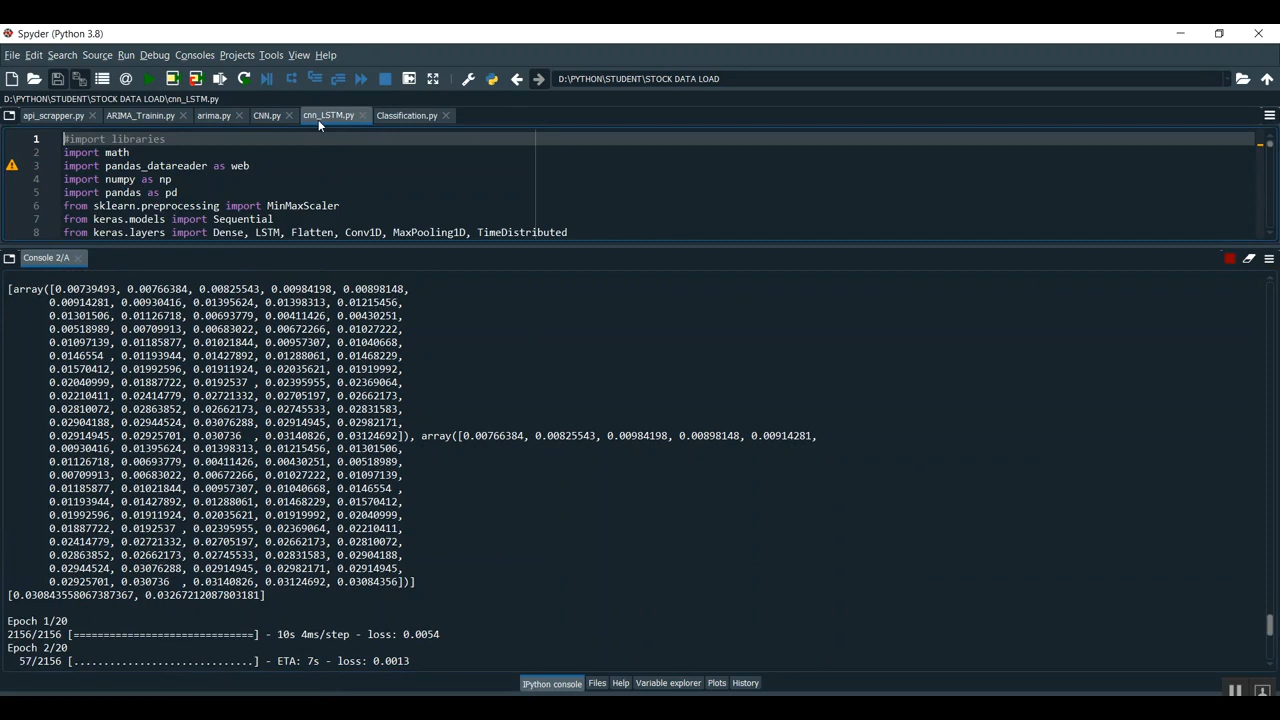 Spyder (Python 3.8)
File Edit Search Source Run Debug Consoles Projects Tools View Help
D:\PYTHON\STUDENT\STOCK DATA LOAD
D:\PYTHON\STUDENT\STOCK DATA LOAD\cnn_LSTM.py
api_scrapper.py ARIMA_Trainin.py arima.py CNN.py cnn_LSTM.py Classification.py
1 #import libraries
2 import math
3 import pandas_datareader as web
4 import numpy as np
5 import pandas as pd
6 from sklearn.preprocessing import MinMaxScaler
7 from keras.models import Sequential
8 from keras.layers import Dense, LSTM, Flatten, Conv1D, MaxPooling1D, TimeDistributed
Console 2/A
[array([0.00739493, 0.00766384, 0.00825543, 0.00984198, 0.00898148,
0.00914281, 0.00930416, 0.01395624, 0.01398313, 0.01215456,
0.01301506, 0.01126718, 0.00693779, 0.00411426, 0.00430251,
0.00518989, 0.00709913, 0.00683022, 0.00672266, 0.01027222,
0.01097139, 0.01185877, 0.01021844, 0.00957307, 0.01040668,
0.0146554 , 0.01193944, 0.01427892, 0.01288061, 0.01468229,
0.01570412, 0.01992596, 0.01911924, 0.02035621, 0.01919992,
0.02040999, 0.01887722, 0.0192537 , 0.02395955, 0.02369064,
0.02210411, 0.02414779, 0.02721332, 0.02705197, 0.02662173,
0.02810072, 0.02863852, 0.02662173, 0.02745533, 0.02831583,
0.02904188, 0.02944524, 0.03076288, 0.02914945, 0.02982171,
0.02914945, 0.02925701, 0.030736  , 0.03140826, 0.03124692]), array([0.00766384, 0.00825543, 0.00984198, 0.00898148, 0.00914281,
0.00930416, 0.01395624, 0.01398313, 0.01215456, 0.01301506,
0.01126718, 0.00693779, 0.00411426, 0.00430251, 0.00518989,
0.00709913, 0.00683022, 0.00672266, 0.01027222, 0.01097139,
0.01185877, 0.01021844, 0.00957307, 0.01040668, 0.0146554 ,
0.01193944, 0.01427892, 0.01288061, 0.01468229, 0.01570412,
0.01992596, 0.01911924, 0.02035621, 0.01919992, 0.02040999,
0.01887722, 0.0192537 , 0.02395955, 0.02369064, 0.02210411,
0.02414779, 0.02721332, 0.02705197, 0.02662173, 0.02810072,
0.02863852, 0.02662173, 0.02745533, 0.02831583, 0.02904188,
0.02944524, 0.03076288, 0.02914945, 0.02982171, 0.02914945,
0.02925701, 0.030736  , 0.03140826, 0.03124692, 0.03084356])]
[0.030843558067387367, 0.03267212087803181]
Epoch 1/20
2156/2156 [==============================] - 10s 4ms/step - loss: 0.0054
Epoch 2/20
57/2156 [..............................] - ETA: 7s - loss: 0.0013
IPython console Files Help Variable explorer Plots History